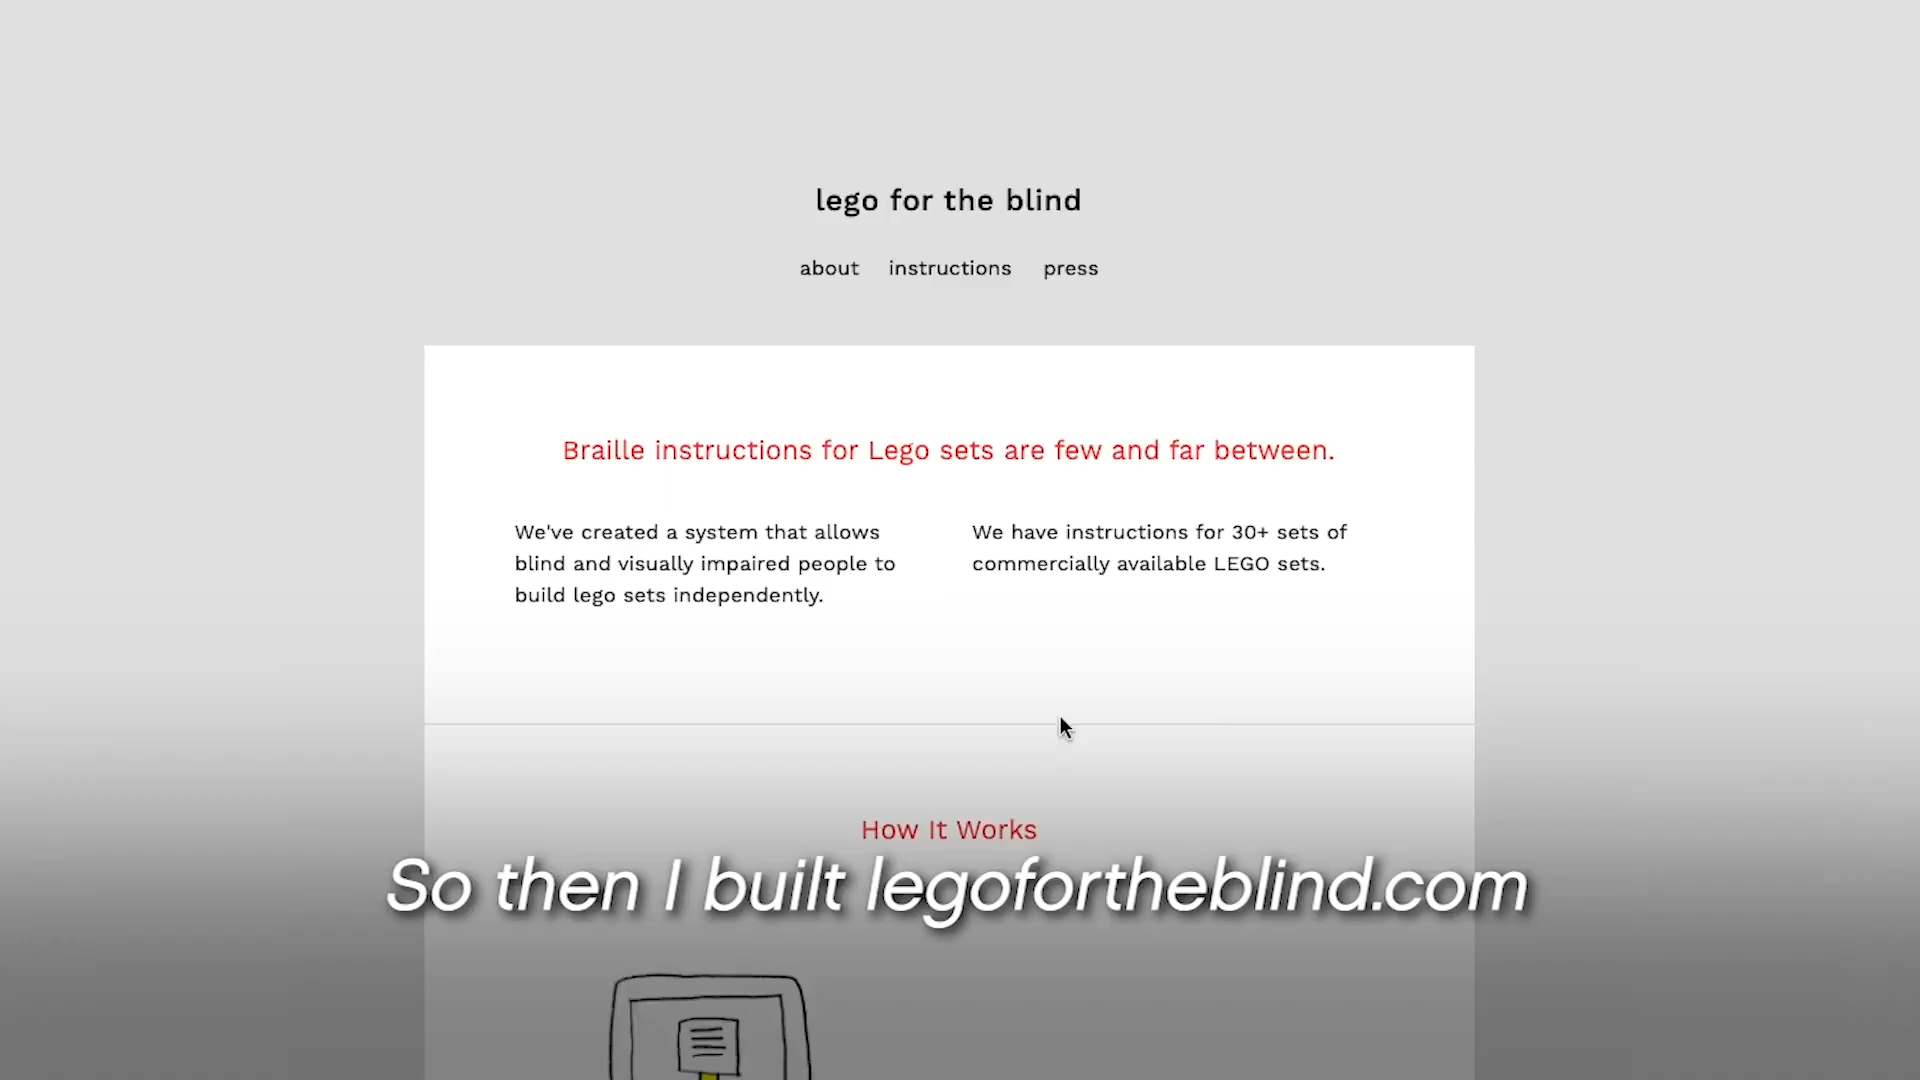 lego for the blind
about instructions press
Braille instructions for Lego sets are few and far between.
We've created a system that allows
blind and visually impaired people to
build lego sets independently.
We have instructions for 30+ sets of
commercially available LEGO sets.
How It Works
So then I built legofortheblind.com